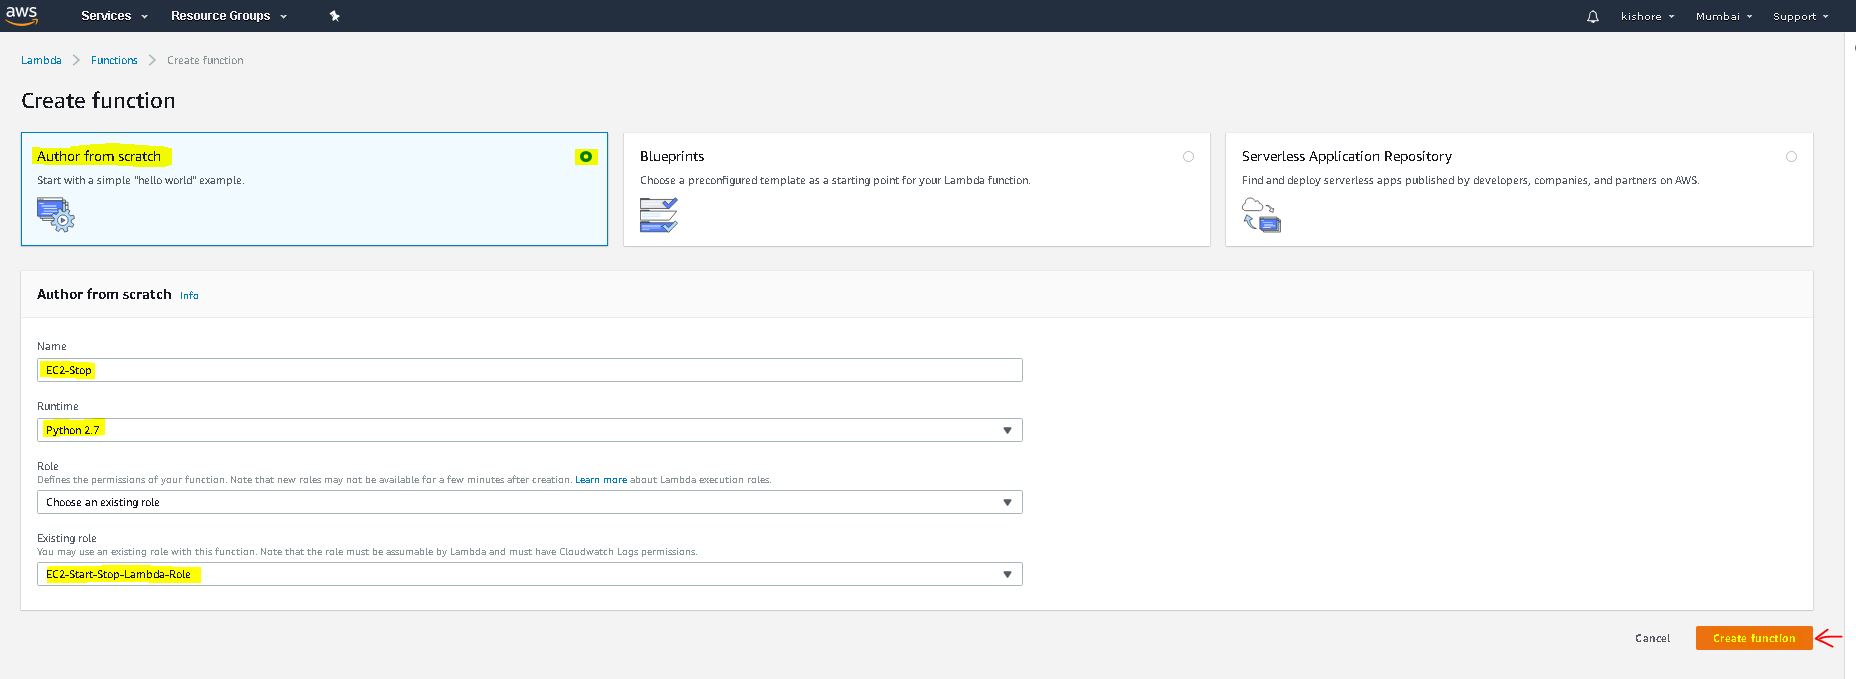 aws Services Resource Groups kishore Mumbai Support
Lambda Functions Create function
Create function
Author from scratch
Start with a simple "hello world" example.
Blueprints
Choose a preconfigured template as a starting point for your Lambda function.
Serverless Application Repository
Find and deploy serverless apps published by developers, companies, and partners on AWS.
Author from scratch Info
Name
EC2-Stop
Runtime
Python 2.7
Role
Defines the permissions of your function. Note that new roles may not be available for a few minutes after creation. Learn more about Lambda execution roles.
Choose an existing role
Existing role
You may use an existing role with this function. Note that the role must be assumable by Lambda and must have Cloudwatch Logs permissions.
EC2-Start-Stop-Lambda-Role
Cancel Create function